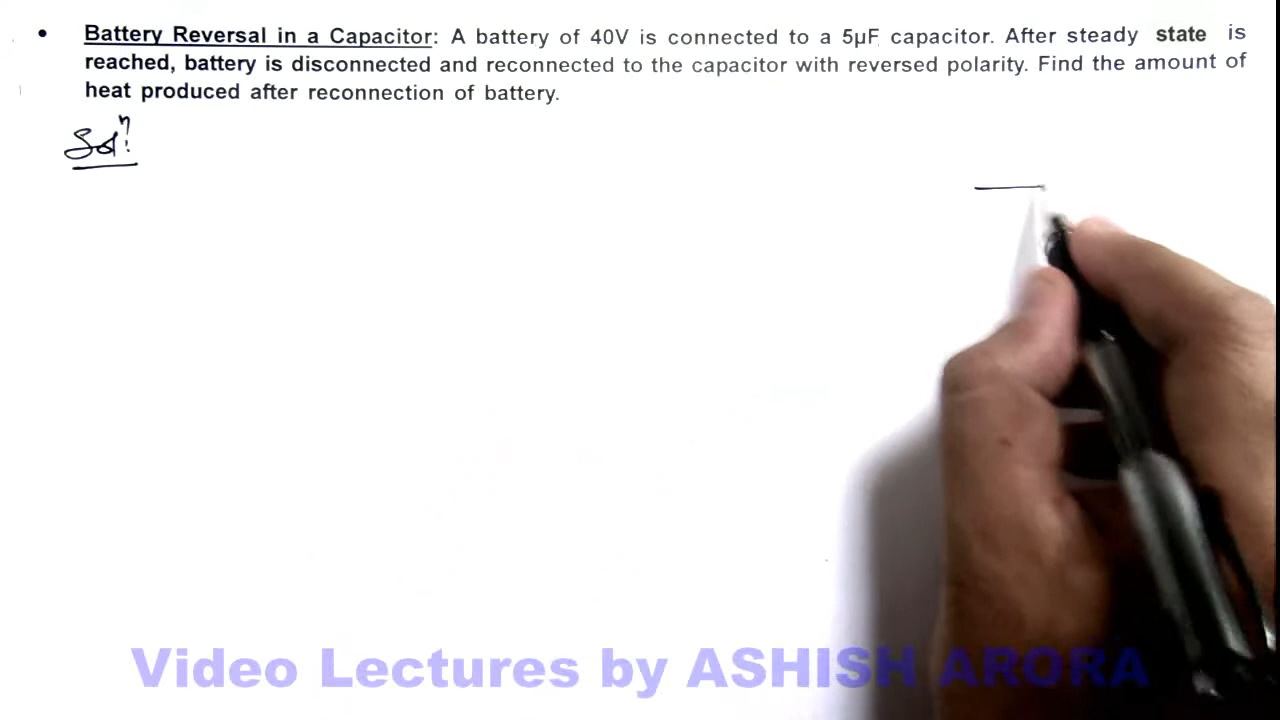 • Battery Reversal in a Capacitor: A battery of 40V is connected to a 5µF capacitor. After steady state is
reached, battery is disconnected and reconnected to the capacitor with reversed polarity. Find the amount of
heat produced after reconnection of battery.
Solⁿ:
Video Lectures by ASHISH ARORA